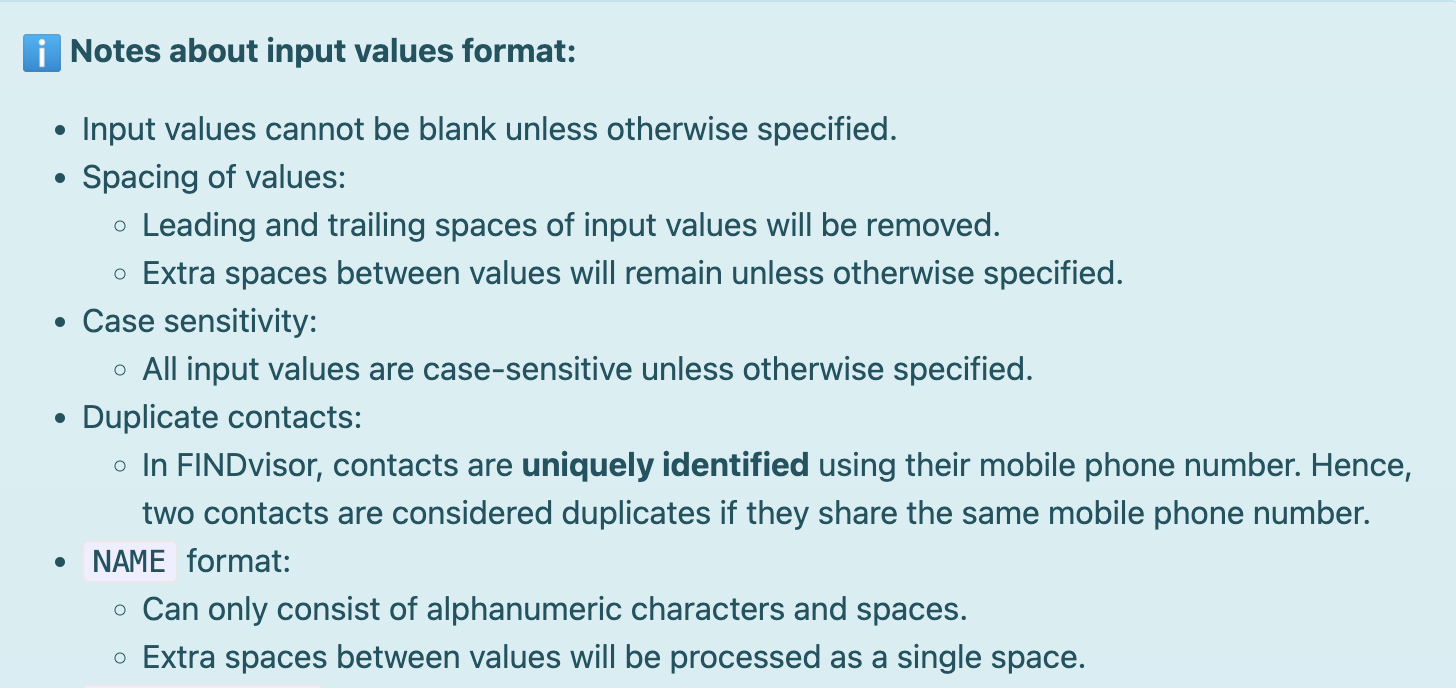 ℹ️ Notes about input values format:
• Input values cannot be blank unless otherwise specified.
• Spacing of values:
◦ Leading and trailing spaces of input values will be removed.
◦ Extra spaces between values will remain unless otherwise specified.
• Case sensitivity:
◦ All input values are case-sensitive unless otherwise specified.
• Duplicate contacts:
◦ In FINDvisor, contacts are uniquely identified using their mobile phone number. Hence,
two contacts are considered duplicates if they share the same mobile phone number.
• NAME format:
◦ Can only consist of alphanumeric characters and spaces.
◦ Extra spaces between values will be processed as a single space.